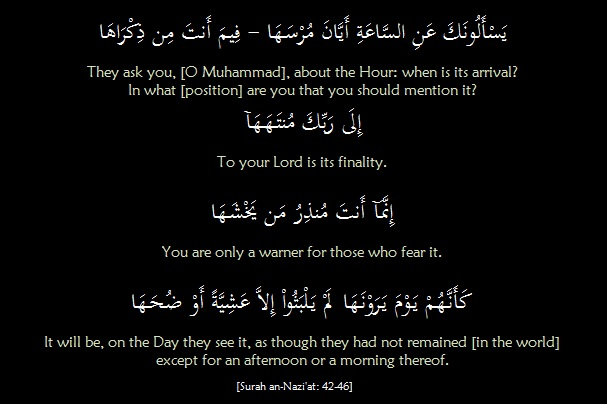 يَسْأَلُونَكَ عَنِ السَّاعَةِ أَيَّانَ مُرْسَهَا – فِيمَ أَنتَ مِن ذِكْرَاهَا
They ask you, [O Muhammad], about the Hour: when is its arrival?
In what [position] are you that you should mention it?
إِلَى رَبِّكَ مُنتَهَهَآ
To your Lord is its finality.
إِنَّمَآ أَنتَ مُنذِرُ مَن يَخْشَهَا
You are only a warner for those who fear it.
كَأَنَّهُمْ يَوْمَ يَرَوْنَهَا لَمْ يَلْبَثُواْ إِلاَّ عَشِيَّةً أَوْ ضُحَهَا
It will be, on the Day they see it, as though they had not remained [in the world]
except for an afternoon or a morning thereof.
[Surah an-Nazi'at: 42-46]